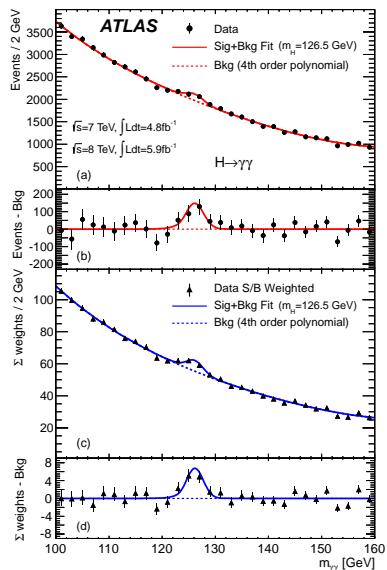 ATLAS
Data
Sig+Bkg Fit (m_H=126.5 GeV)
Bkg (4th order polynomial)
Events / 2 GeV
3500
3000
2500
2000
1500
1000
500
√s=7 TeV, ∫Ldt=4.8fb⁻¹
√s=8 TeV, ∫Ldt=5.9fb⁻¹
H→γγ
(a)
Events - Bkg
200
100
0
-100
-200
(b)
Data S/B Weighted
Sig+Bkg Fit (m_H=126.5 GeV)
Bkg (4th order polynomial)
Σ weights / 2 GeV
100
80
60
40
20
(c)
Σ weights - Bkg
8
4
0
-4
-8
(d)
100 110 120 130 140 150 160
m_γγ [GeV]